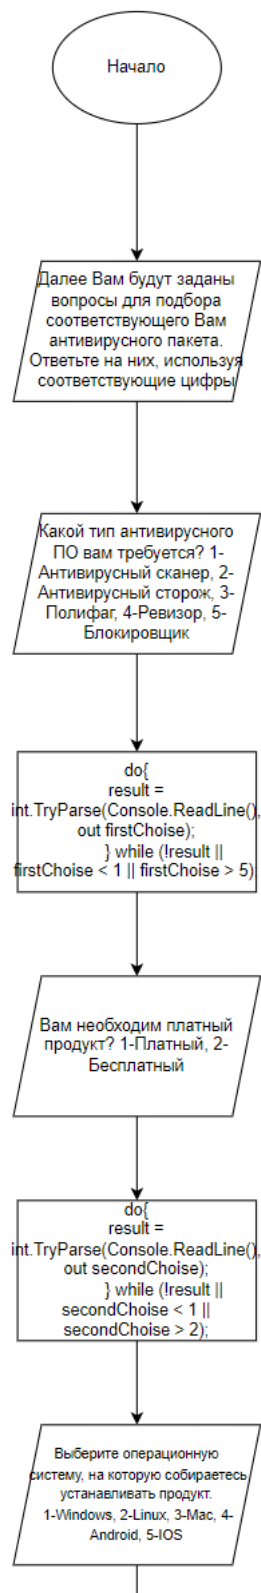 Начало
Далее Вам будут заданы
вопросы для подбора
соответствующего Вам
антивирусного пакета.
Ответьте на них, используя
соответствующие цифры
Какой тип антивирусного
ПО вам требуется? 1-
Антивирусный сканер, 2-
Антивирусный сторож, 3-
Полифаг, 4-Ревизор, 5-
Блокировщик
do{
result =
int.TryParse(Console.ReadLine(),
out firstChoise);
} while (!result ||
firstChoise < 1 || firstChoise > 5);
Вам необходим платный
продукт? 1-Платный, 2-
Бесплатный
do{
result =
int.TryParse(Console.ReadLine(),
out secondChoise);
} while (!result ||
secondChoise < 1 ||
secondChoise > 2);
Выберите операционную
систему, на которую собираетесь
устанавливать продукт.
1-Windows, 2-Linux, 3-Mac, 4-
Android, 5-IOS